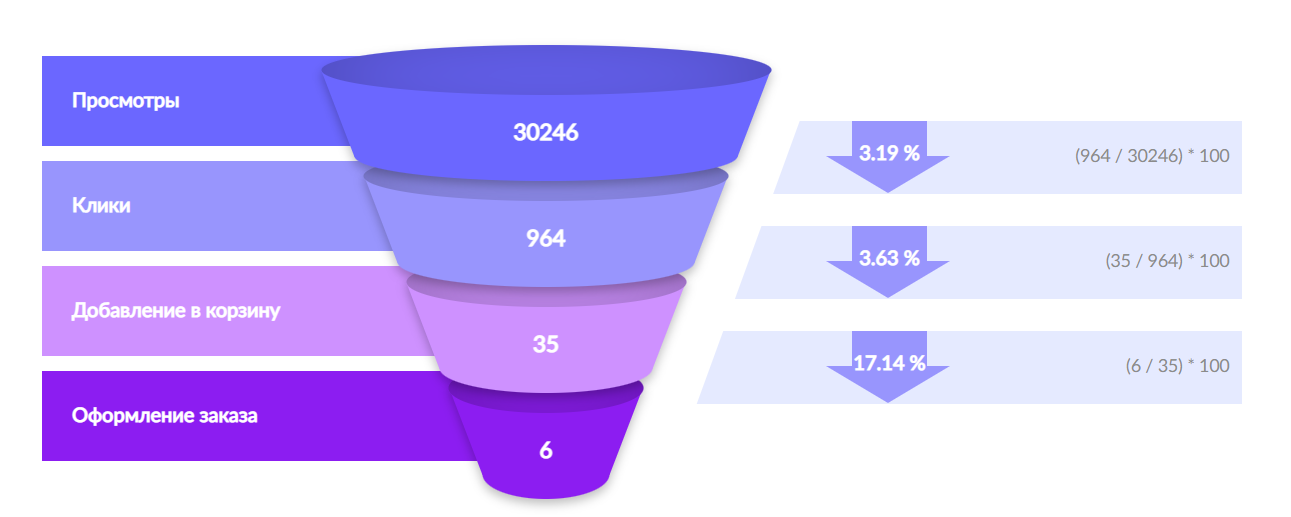 Просмотры
30246
3.19 %
(964 / 30246) * 100
Клики
964
3.63 %
(35 / 964) * 100
Добавление в корзину
35
17.14 %
(6 / 35) * 100
Оформление заказа
6